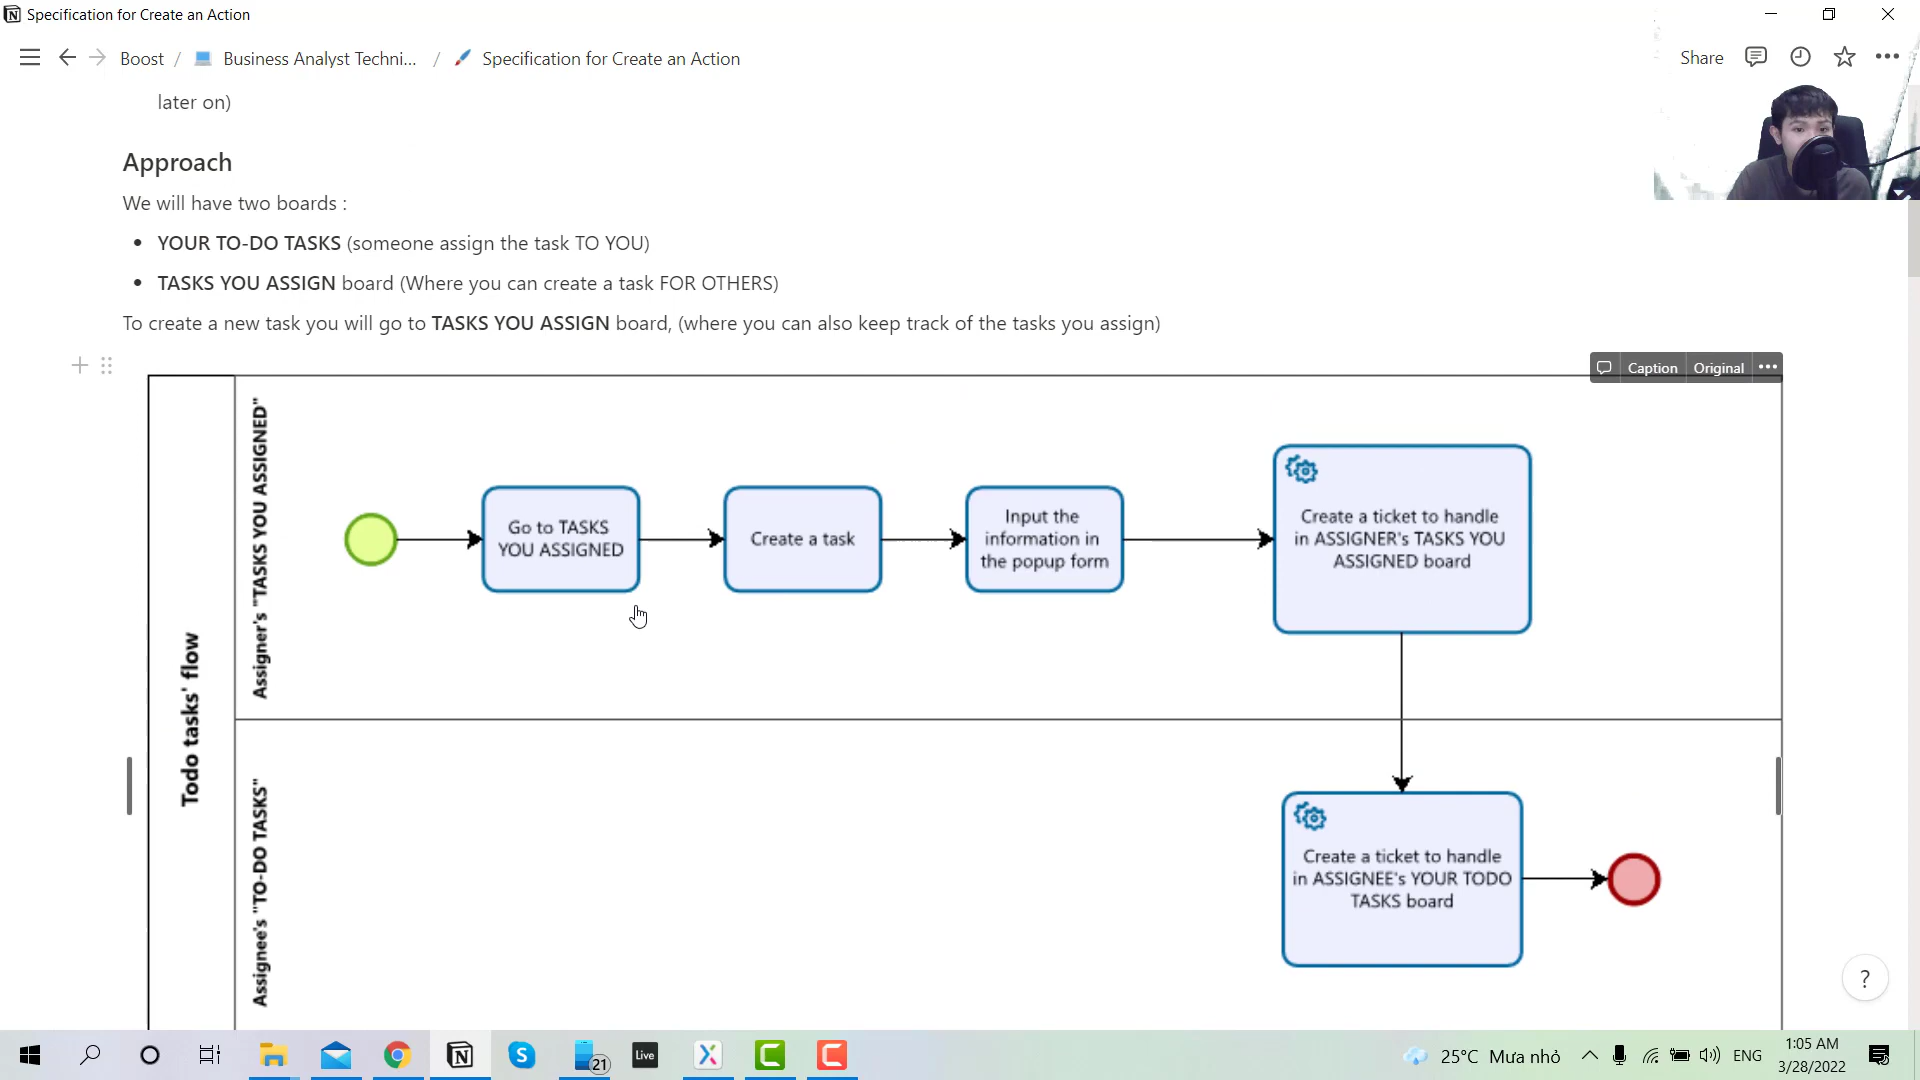 Specification for Create an Action
Boost / Business Analyst Techni... / Specification for Create an Action
Share
later on)
Approach
We will have two boards :
• YOUR TO-DO TASKS (someone assign the task TO YOU)
• TASKS YOU ASSIGN board (Where you can create a task FOR OTHERS)
To create a new task you will go to TASKS YOU ASSIGN board, (where you can also keep track of the tasks you assign)
Caption Original
Todo tasks' flow
Assigner's "TASKS YOU ASSIGNED"
Go to TASKS
YOU ASSIGNED
Create a task
Input the
information in
the popup form
Create a ticket to handle
in ASSIGNER's TASKS YOU
ASSIGNED board
Assignee's "TO-DO TASKS"
Create a ticket to handle
in ASSIGNEE's YOUR TODO
TASKS board
?
21
Live
25°C Mưa nhỏ
ENG
1:05 AM
3/28/2022